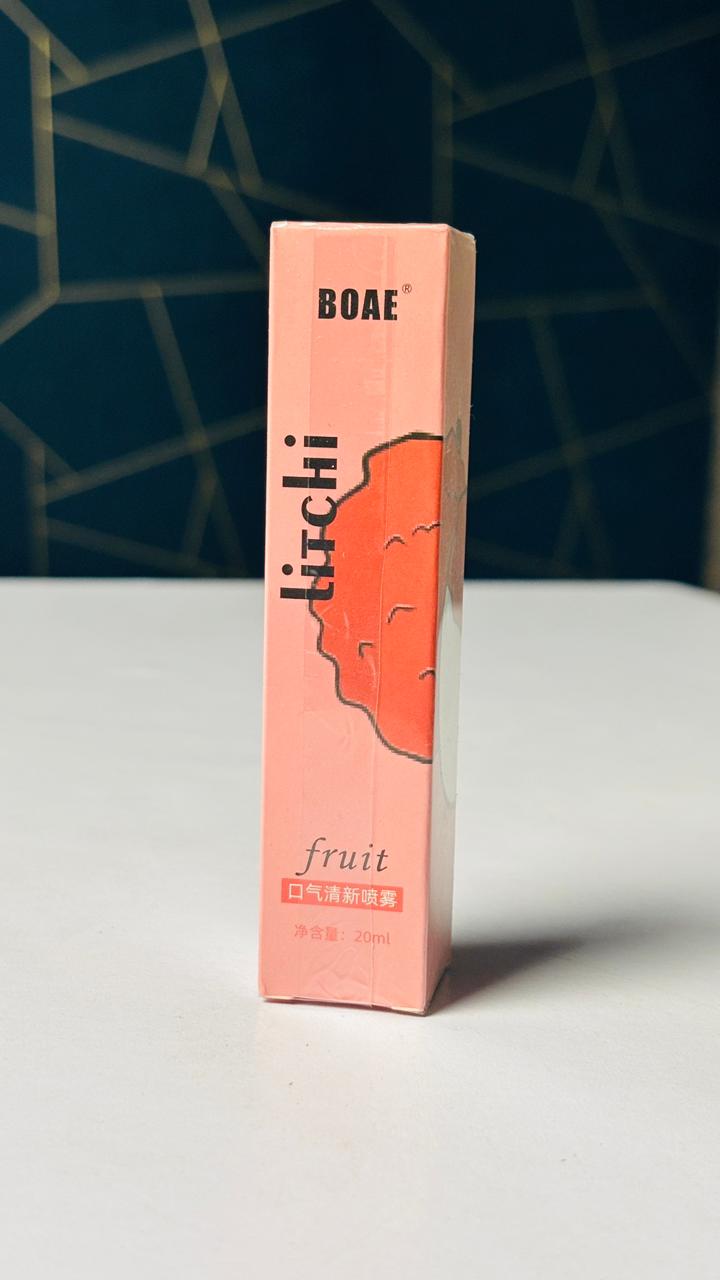 BOAE®
litchi
fruit
口气清新喷雾
净含量：20ml